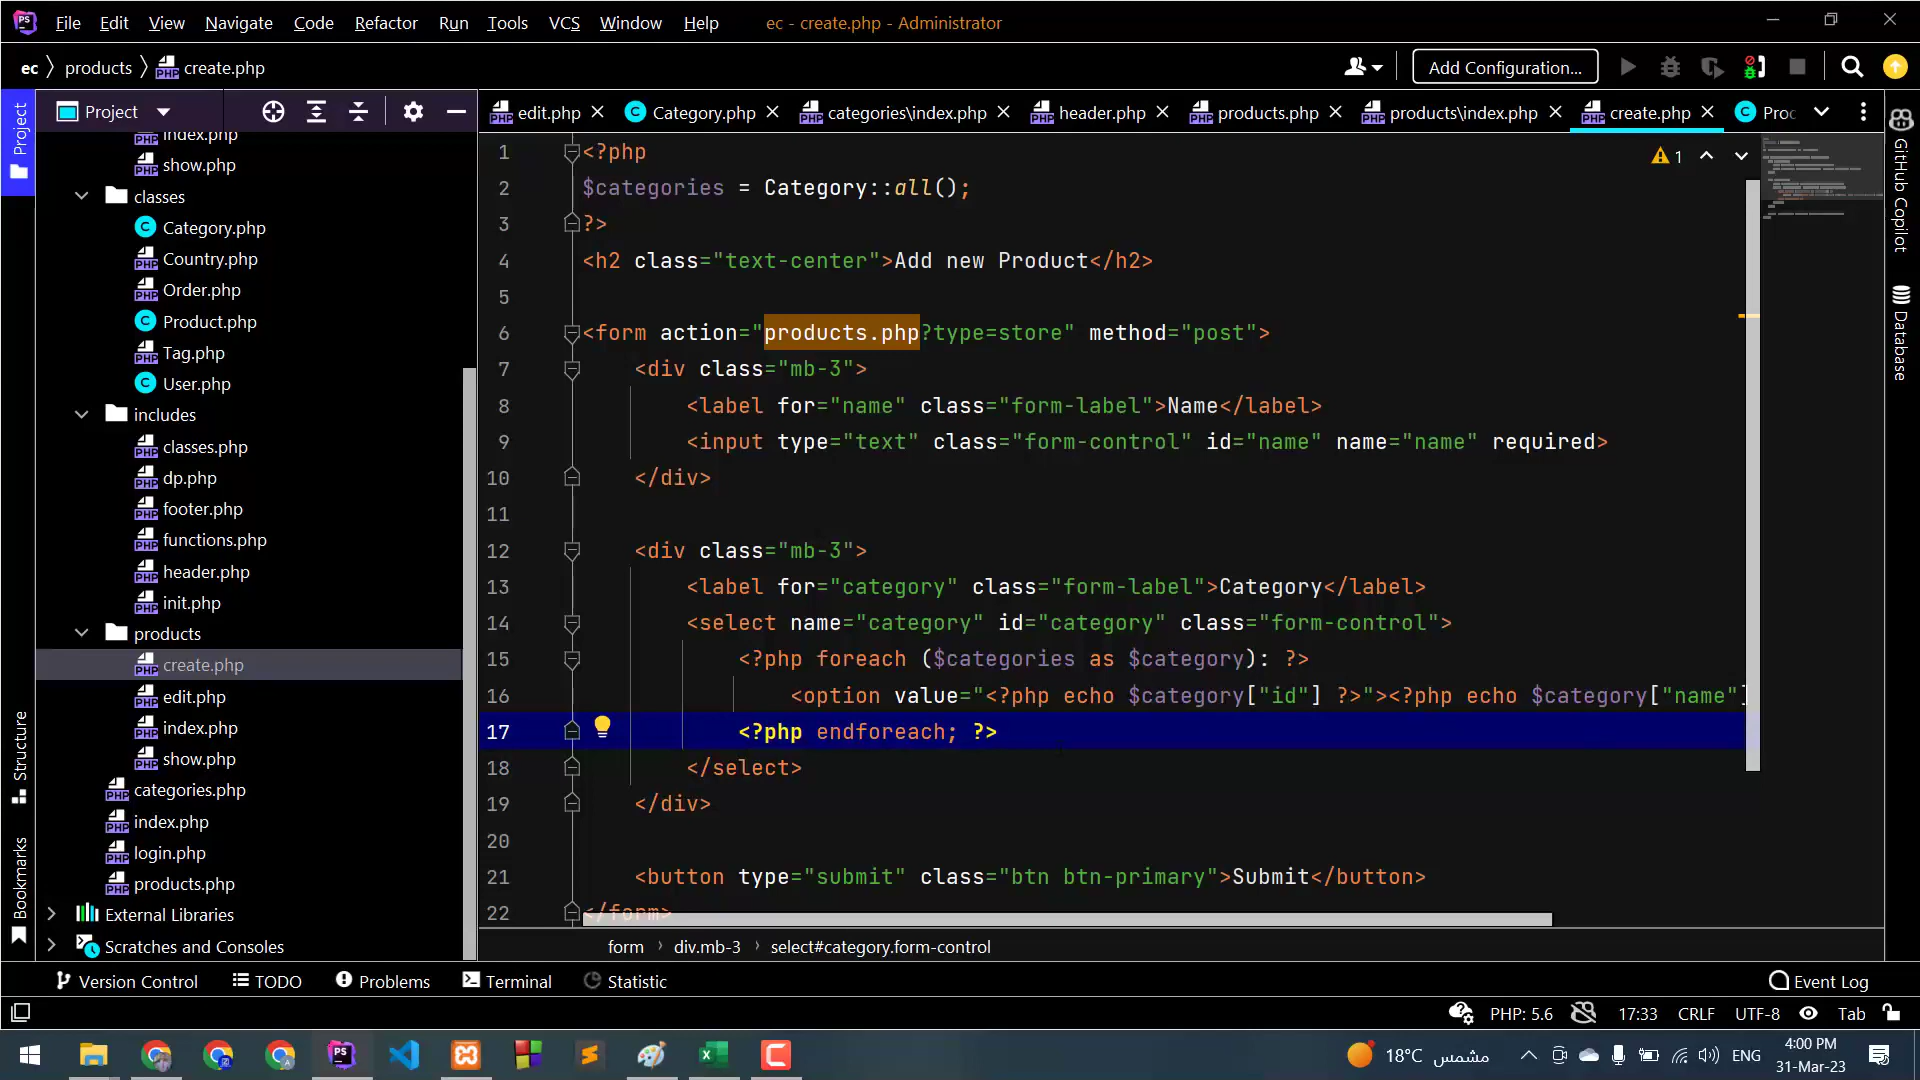 PS File Edit View Navigate Code Refactor Run Tools VCS Window Help ec - create.php - Administrator
ec products create.php Add Configuration...
Project
edit.php Category.php categories\index.php header.php products.php products\index.php create.php Proc
index.php
show.php
classes
Category.php
Country.php
Order.php
Product.php
Tag.php
User.php
includes
classes.php
dp.php
footer.php
functions.php
header.php
init.php
products
create.php
edit.php
index.php
show.php
categories.php
index.php
login.php
products.php
External Libraries
Scratches and Consoles
Project
Structure
Bookmarks
1 <?php
2 $categories = Category::all();
3 ?>
4 <h2 class="text-center">Add new Product</h2>
5
6 <form action="products.php?type=store" method="post">
7 <div class="mb-3">
8 <label for="name" class="form-label">Name</label>
9 <input type="text" class="form-control" id="name" name="name" required>
10 </div>
11
12 <div class="mb-3">
13 <label for="category" class="form-label">Category</label>
14 <select name="category" id="category" class="form-control">
15 <?php foreach ($categories as $category): ?>
16 <option value="<?php echo $category["id"] ?>"><?php echo $category["name"]
17 <?php endforeach; ?>
18 </select>
19 </div>
20
21 <button type="submit" class="btn btn-primary">Submit</button>
22 </form>
1
GitHub Copilot
Database
form div.mb-3 select#category.form-control
Version Control TODO Problems Terminal Statistic Event Log
PHP: 5.6 17:33 CRLF UTF-8 Tab
18°C مشمس ENG
4:00 PM
31-Mar-23